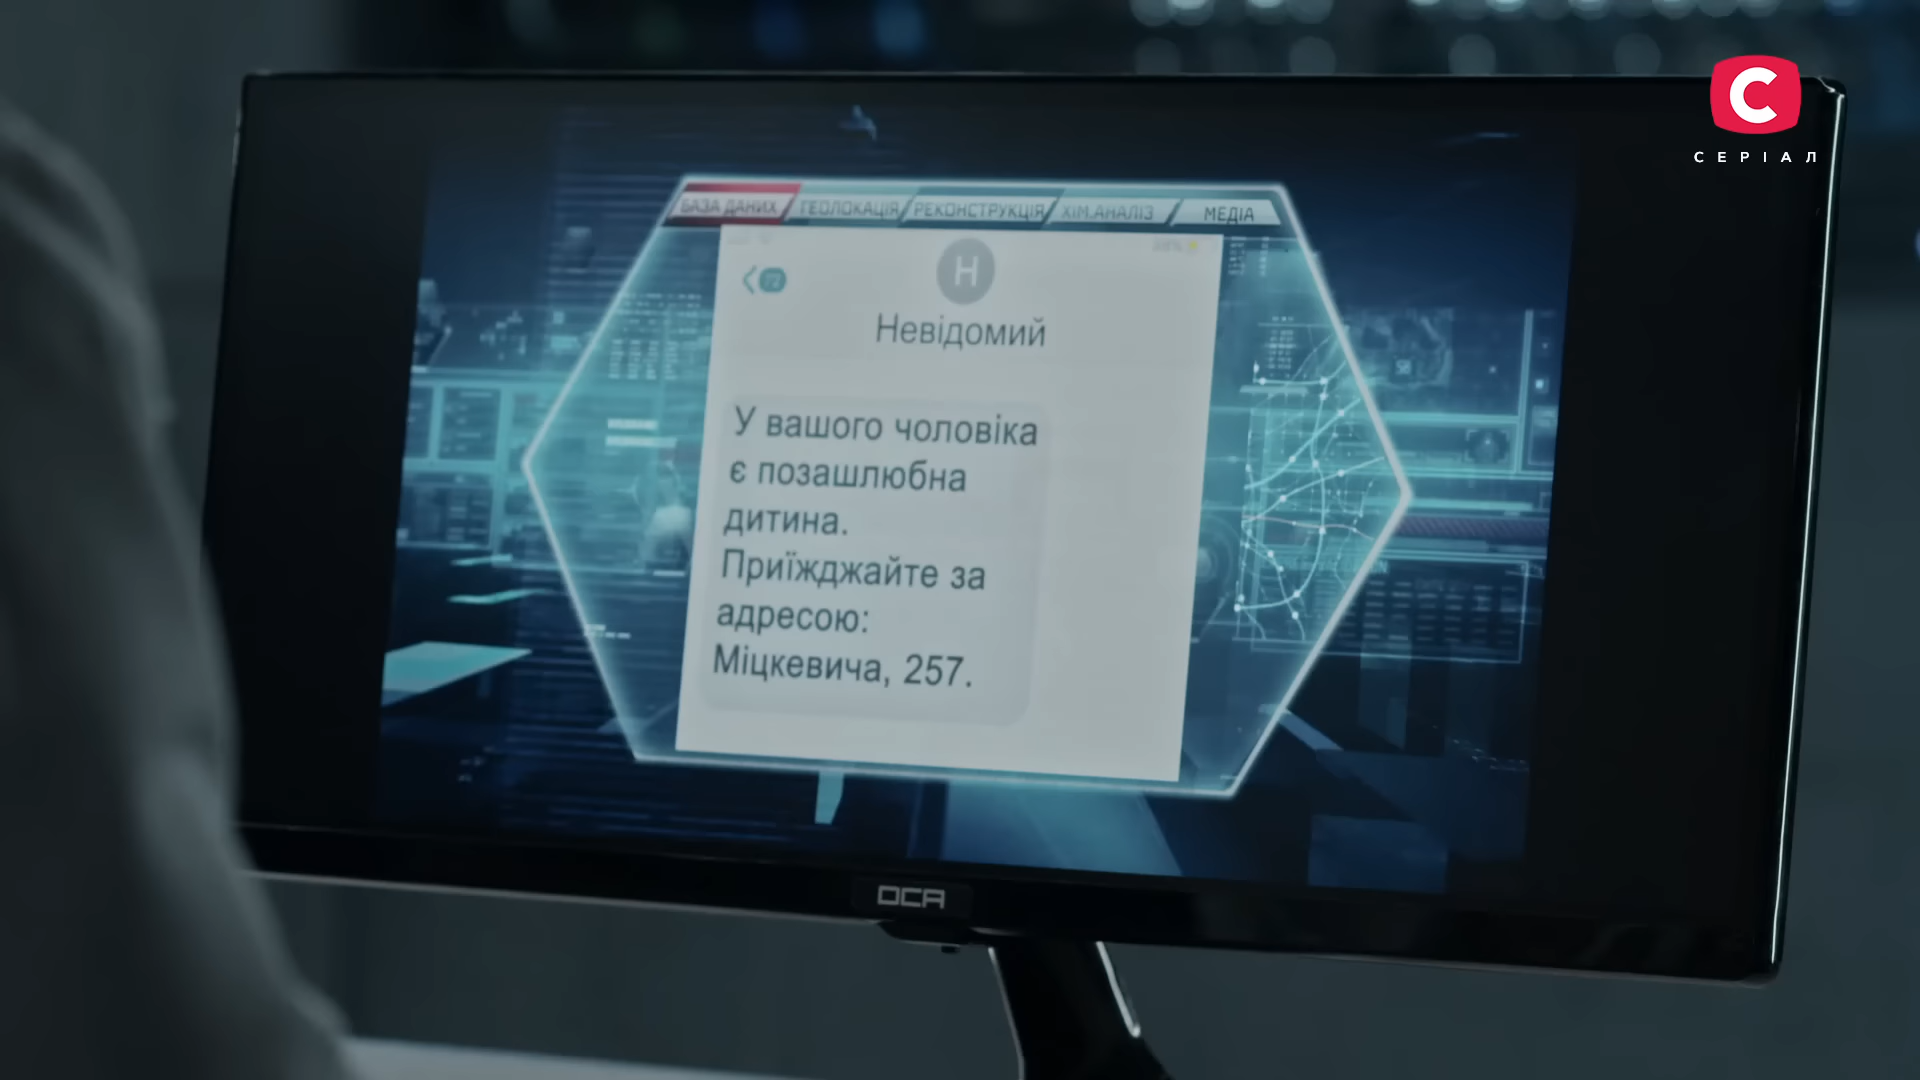 С
СЕРІАЛ
БАЗА ДАНИХ ГЕОЛОКАЦІЯ РЕКОНСТРУКЦІЯ ХІМ.АНАЛІЗ МЕДІА
72
Н
Невідомий
У вашого чоловіка
є позашлюбна
дитина.
Приїжджайте за
адресою:
Міцкевича, 257.
OCA